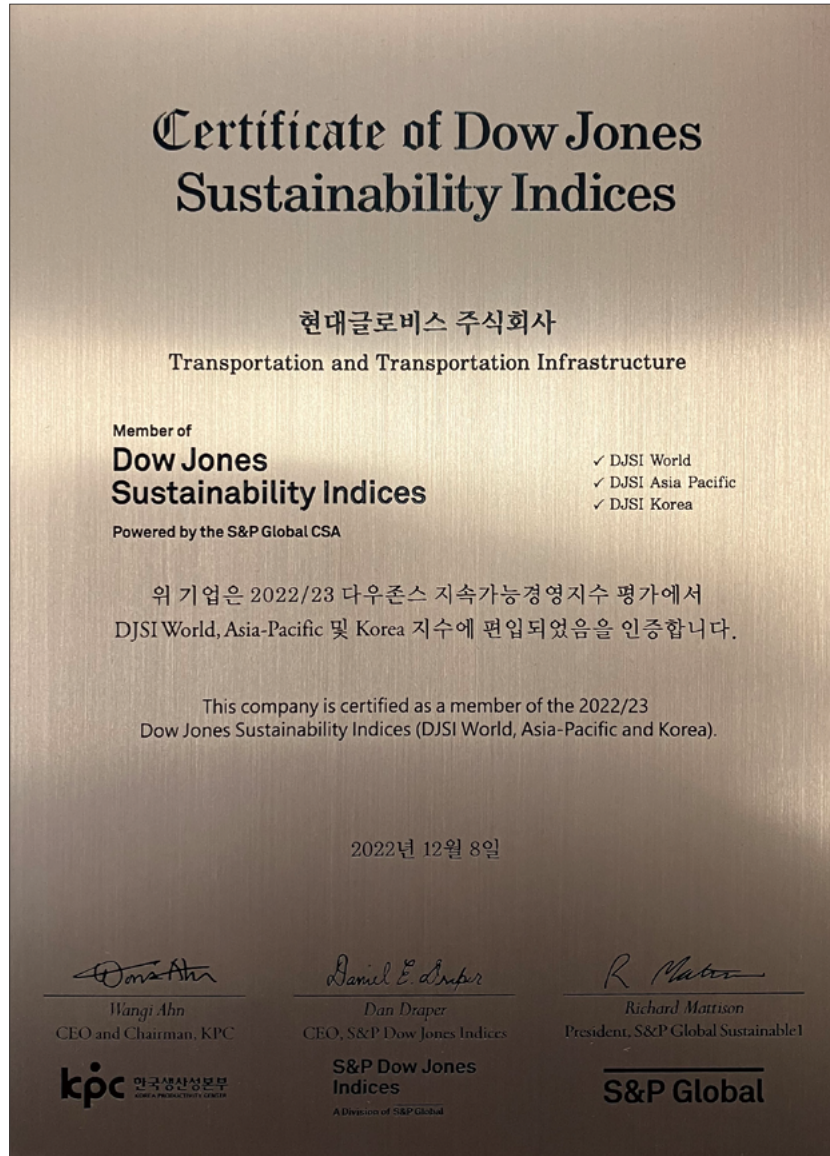 Certificate of Dow Jones
Sustainability Indices
현대글로비스 주식회사
Transportation and Transportation Infrastructure
Member of
Dow Jones
Sustainability Indices
Powered by the S&P Global CSA
✓ DJSI World
✓ DJSI Asia Pacific
✓ DJSI Korea
위 기업은 2022/23 다우존스 지속가능경영지수 평가에서
DJSI World, Asia-Pacific 및 Korea 지수에 편입되었음을 인증합니다.
This company is certified as a member of the 2022/23
Dow Jones Sustainability Indices (DJSI World, Asia-Pacific and Korea).
2022년 12월 8일
Daniel E. Draper
Wangi Ahn
CEO and Chairman, KPC
Dan Draper
CEO, S&P Dow Jones Indices
Richard Mattison
President, S&P Global Sustainable1
kpc 한국생산성본부
KOREA PRODUCTIVITY CENTER
S&P Dow Jones
Indices
A Division of S&P Global
S&P Global